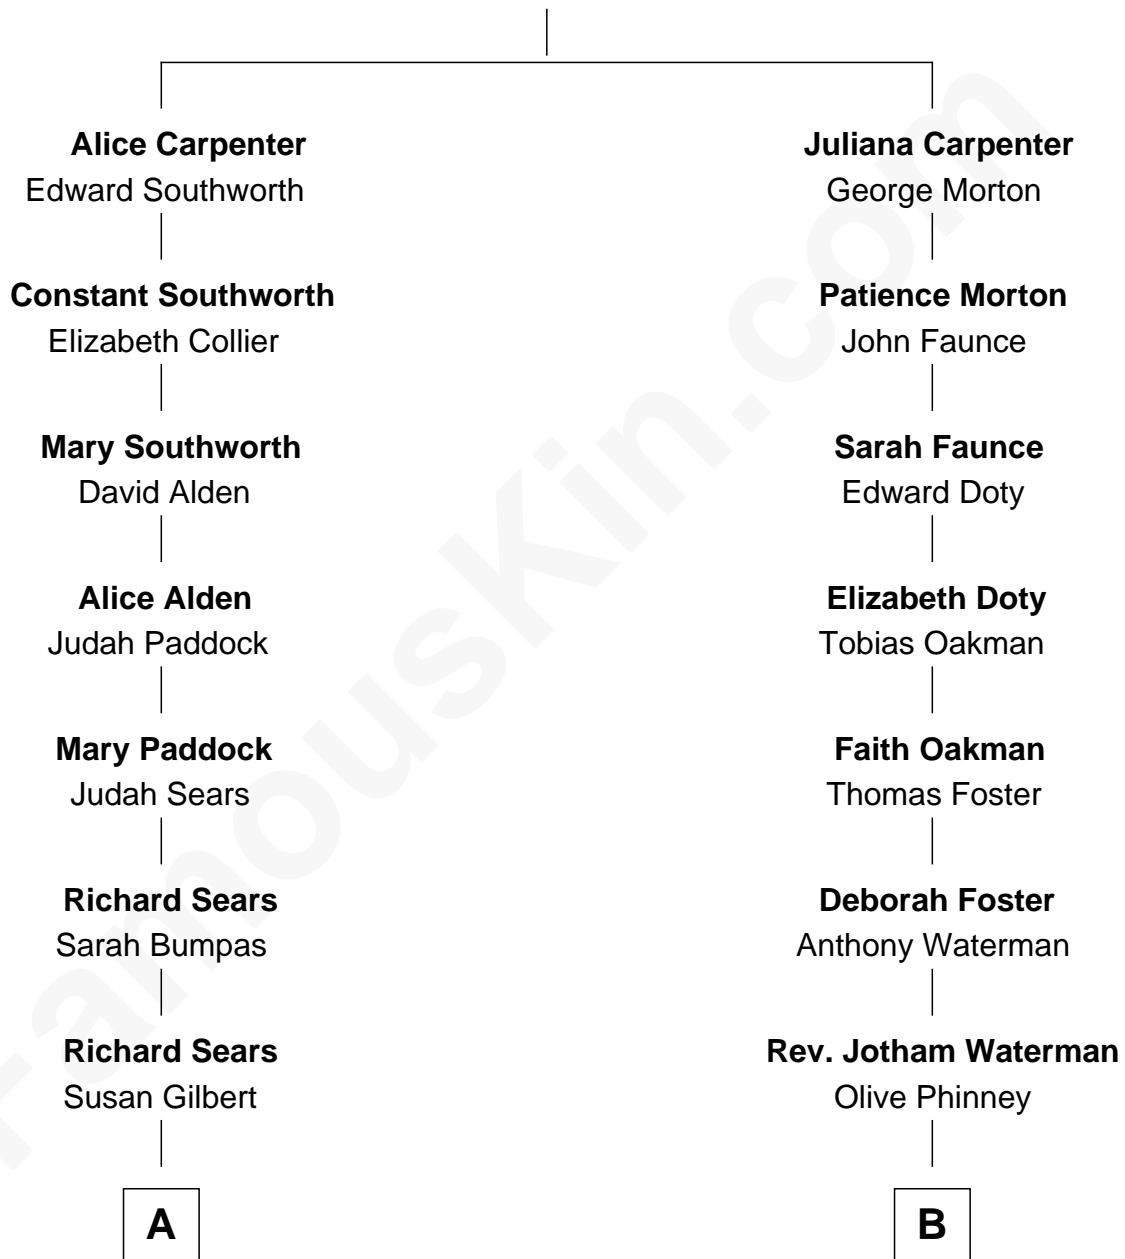 Alice Carpenter
Edward Southworth
Constant Southworth
Elizabeth Collier
Mary Southworth
David Alden
Alice Alden
Judah Paddock
Mary Paddock
Judah Sears
Richard Sears
Sarah Bumpas
Richard Sears
Susan Gilbert
A
Juliana Carpenter
George Morton
Patience Morton
John Faunce
Sarah Faunce
Edward Doty
Elizabeth Doty
Tobias Oakman
Faith Oakman
Thomas Foster
Deborah Foster
Anthony Waterman
Rev. Jotham Waterman
Olive Phinney
B
FamousKin.com